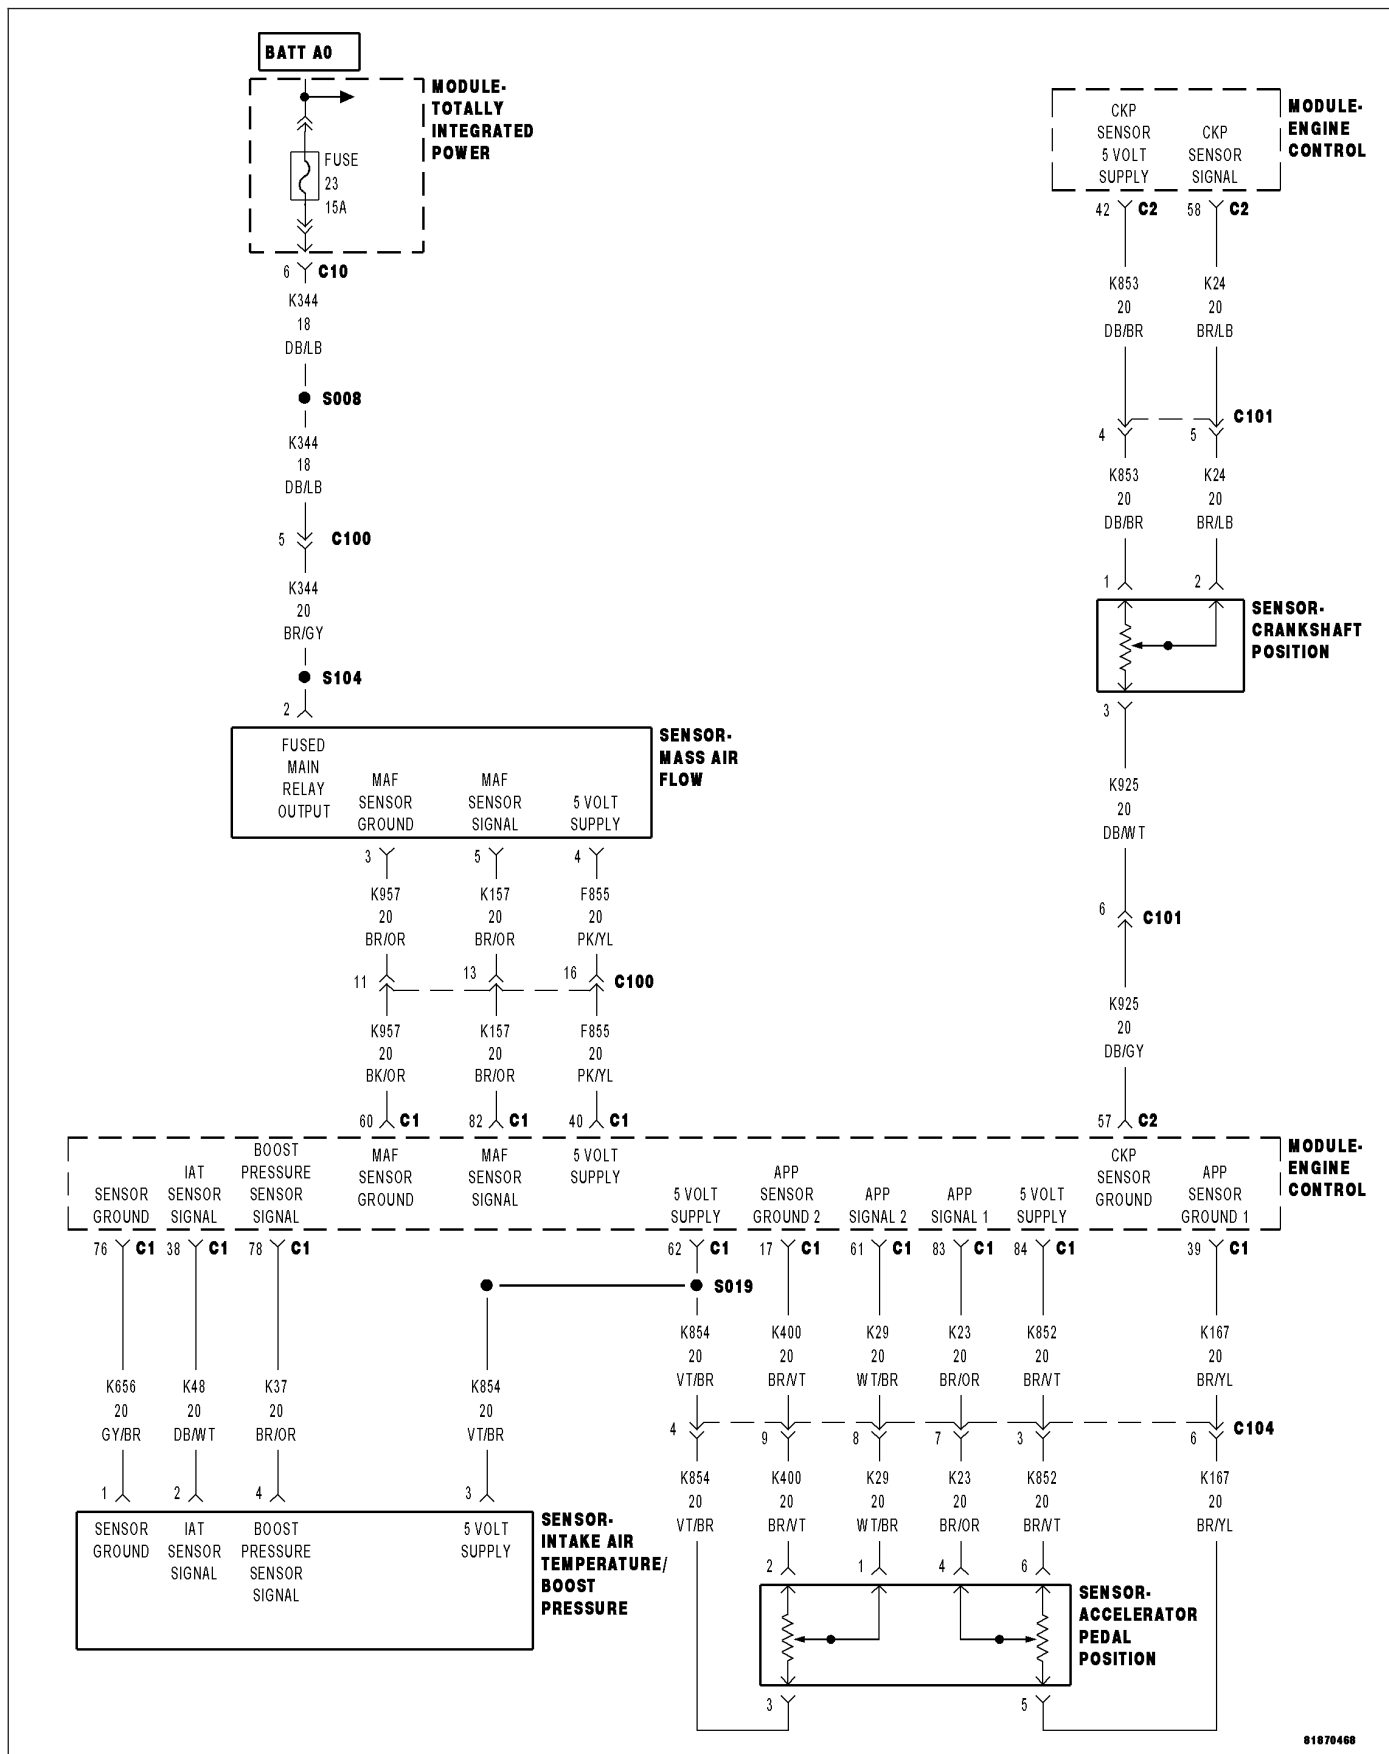 BATT A0
MODULE-
TOTALLY
INTEGRATED
POWER
FUSE
23
15A
6 C10
K344
18
DB/LB
S008
K344
18
DB/LB
5 C100
K344
20
BR/GY
S104
2
FUSED
MAIN
RELAY
OUTPUT
MAF
SENSOR
GROUND
MAF
SENSOR
SIGNAL
5 VOLT
SUPPLY
SENSOR-
MASS AIR
FLOW
3 5 4
K957 K157 F855
20 20 20
BR/OR BR/OR PK/YL
11 13 16 C100
K957 K157 F855
20 20 20
BK/OR BR/OR PK/YL
60 C1 82 C1 40 C1
CKP
SENSOR
5 VOLT
SUPPLY
CKP
SENSOR
SIGNAL
MODULE-
ENGINE
CONTROL
42 C2 58 C2
K853 K24
20 20
DB/BR BR/LB
4 5 C101
K853 K24
20 20
DB/BR BR/LB
1 2
SENSOR-
CRANKSHAFT
POSITION
3
K925
20
DB/WT
6 C101
K925
20
DB/GY
57 C2
SENSOR
GROUND
IAT
SENSOR
SIGNAL
BOOST
PRESSURE
SENSOR
SIGNAL
MAF
SENSOR
GROUND
MAF
SENSOR
SIGNAL
5 VOLT
SUPPLY
5 VOLT
SUPPLY
APP
SENSOR
GROUND 2
APP
SIGNAL 2
APP
SIGNAL 1
5 VOLT
SUPPLY
CKP
SENSOR
GROUND
APP
SENSOR
GROUND 1
MODULE-
ENGINE
CONTROL
76 C1 38 C1 78 C1 62 C1 17 C1 61 C1 83 C1 84 C1 39 C1
S019
K854 K400 K29 K23 K852 K167
20 20 20 20 20 20
VT/BR BR/VT WT/BR BR/OR BR/VT BR/YL
K656 K48 K37 K854
20 20 20 20
GY/BR DB/WT BR/OR VT/BR
4 9 8 7 3 6 C104
K854 K400 K29 K23 K852 K167
20 20 20 20 20 20
VT/BR BR/VT WT/BR BR/OR BR/VT BR/YL
1 2 4 3
SENSOR
GROUND
IAT
SENSOR
SIGNAL
BOOST
PRESSURE
SENSOR
SIGNAL
5 VOLT
SUPPLY
SENSOR-
INTAKE AIR
TEMPERATURE/
BOOST
PRESSURE
2 1 4 6
SENSOR-
ACCELERATOR
PEDAL
POSITION
3 5
81870468